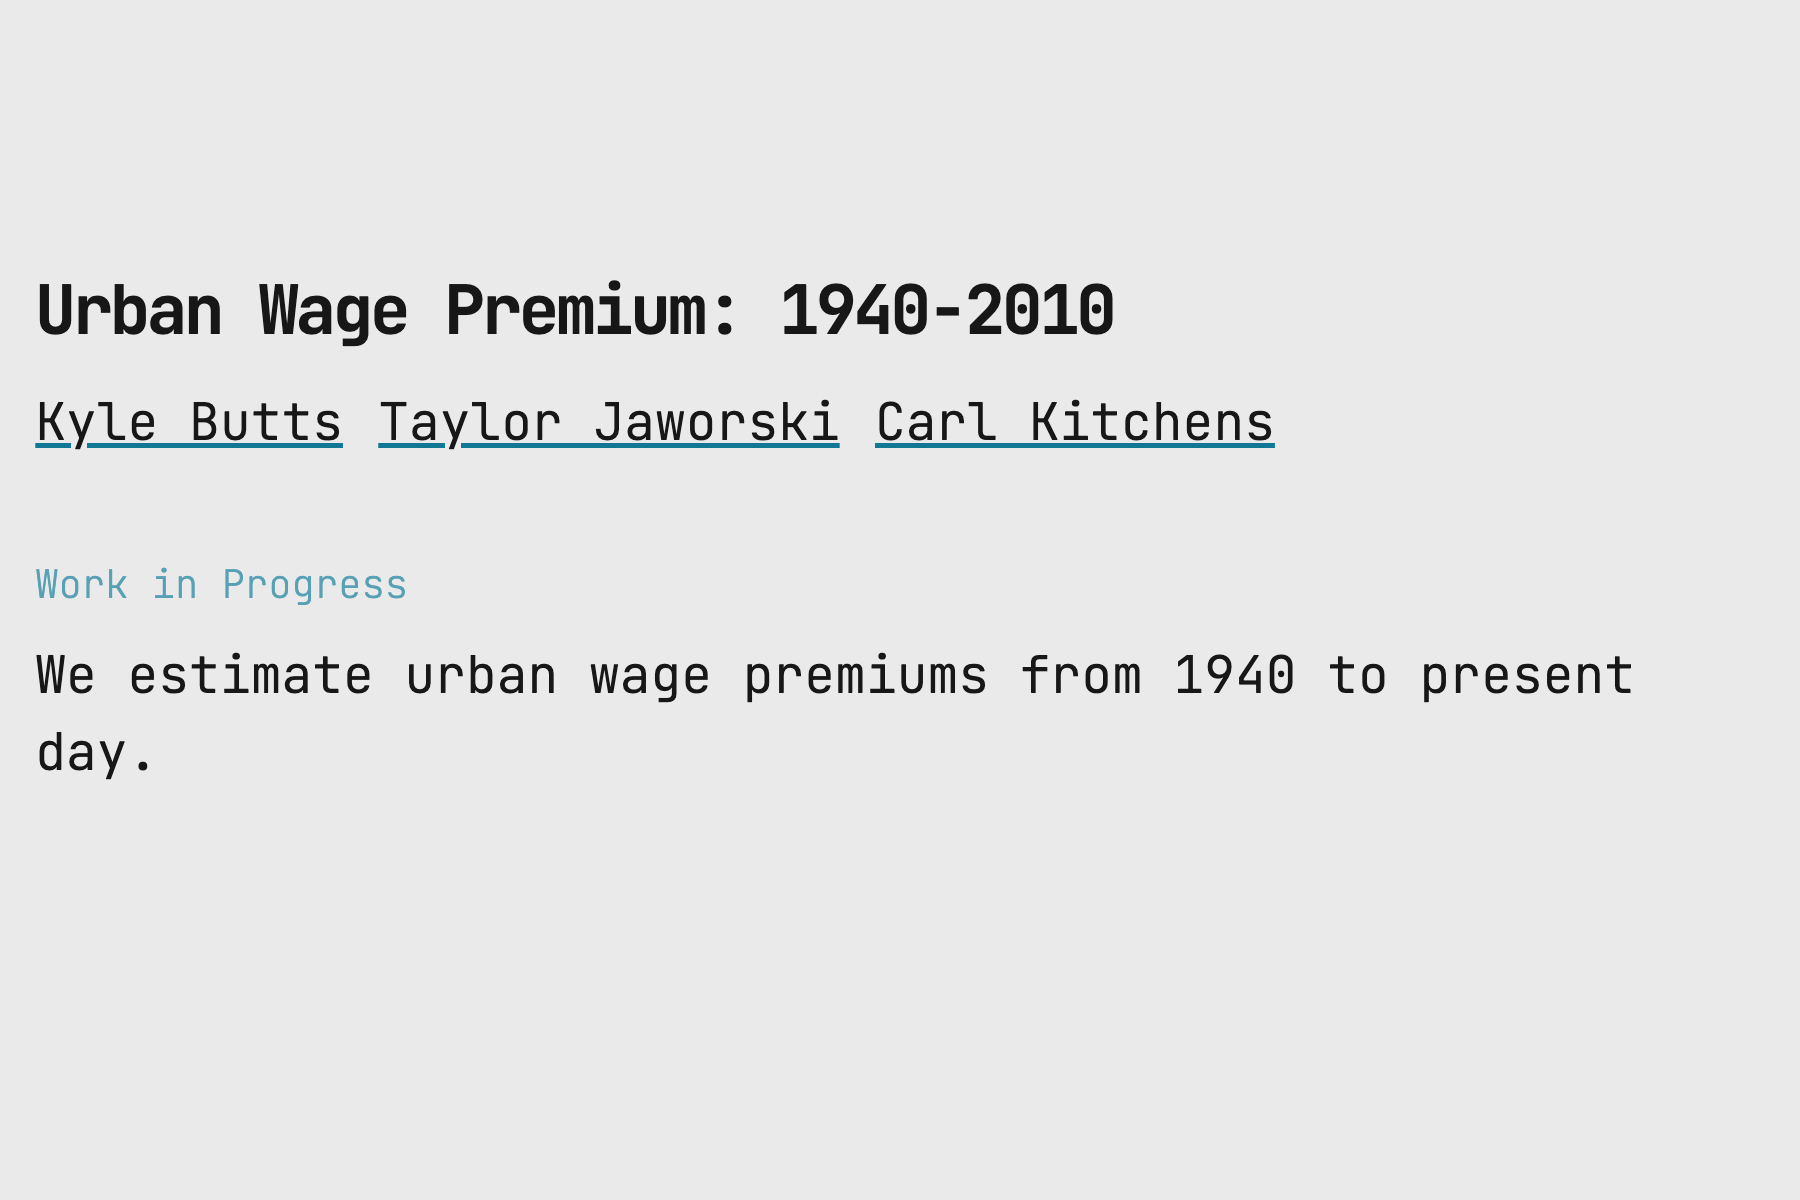 Urban Wage Premium: 1940-2010
Kyle Butts Taylor Jaworski Carl Kitchens
Work in Progress
We estimate urban wage premiums from 1940 to present
day.